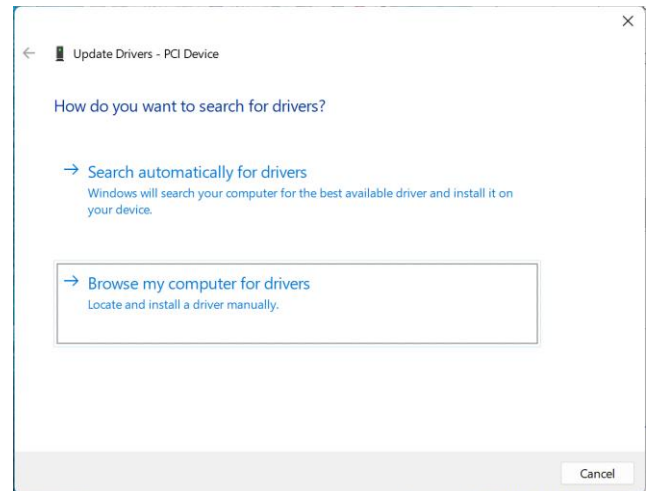 Update Drivers - PCI Device
How do you want to search for drivers?
Search automatically for drivers
Windows will search your computer for the best available driver and install it on
your device.
Browse my computer for drivers
Locate and install a driver manually.
Cancel